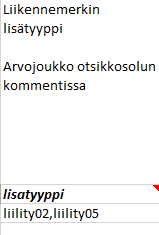 Liikennemerkin
lisätyyppi
Arvojoukko otsikkosolun
kommentissa
lisatyyppi
liility02,liility05